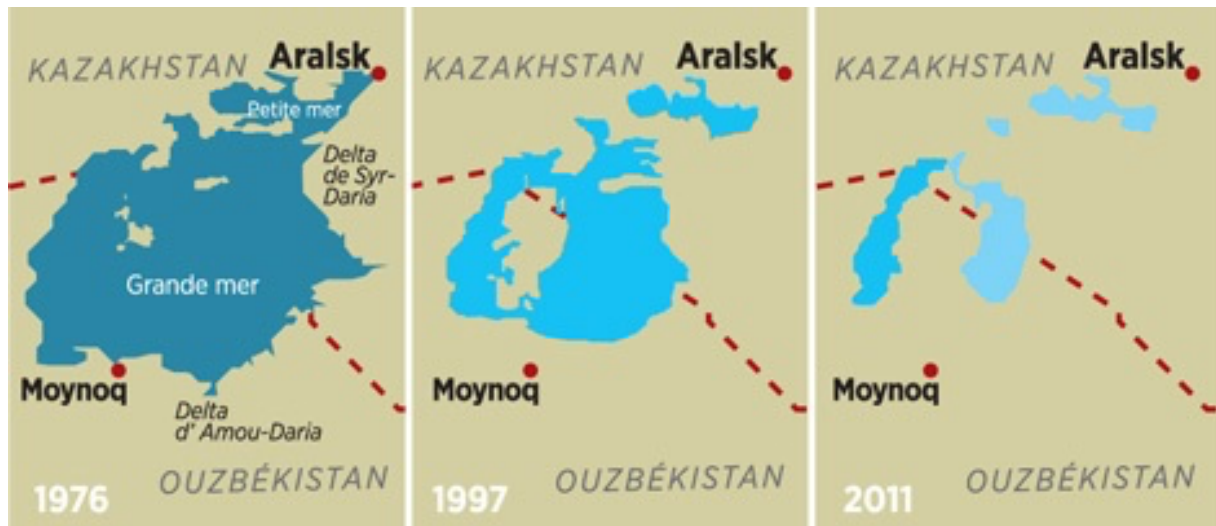 KAZAKHSTAN
Aralsk
Petite mer
Delta
de Syr-
Daria
Grande mer
Moynoq
Delta
d' Amou-Daria
OUZBÉKISTAN
1976
KAZAKHSTAN
Aralsk
Moynoq
OUZBÉKISTAN
1997
KAZAKHSTAN
Aralsk
Moynoq
OUZBÉKISTAN
2011